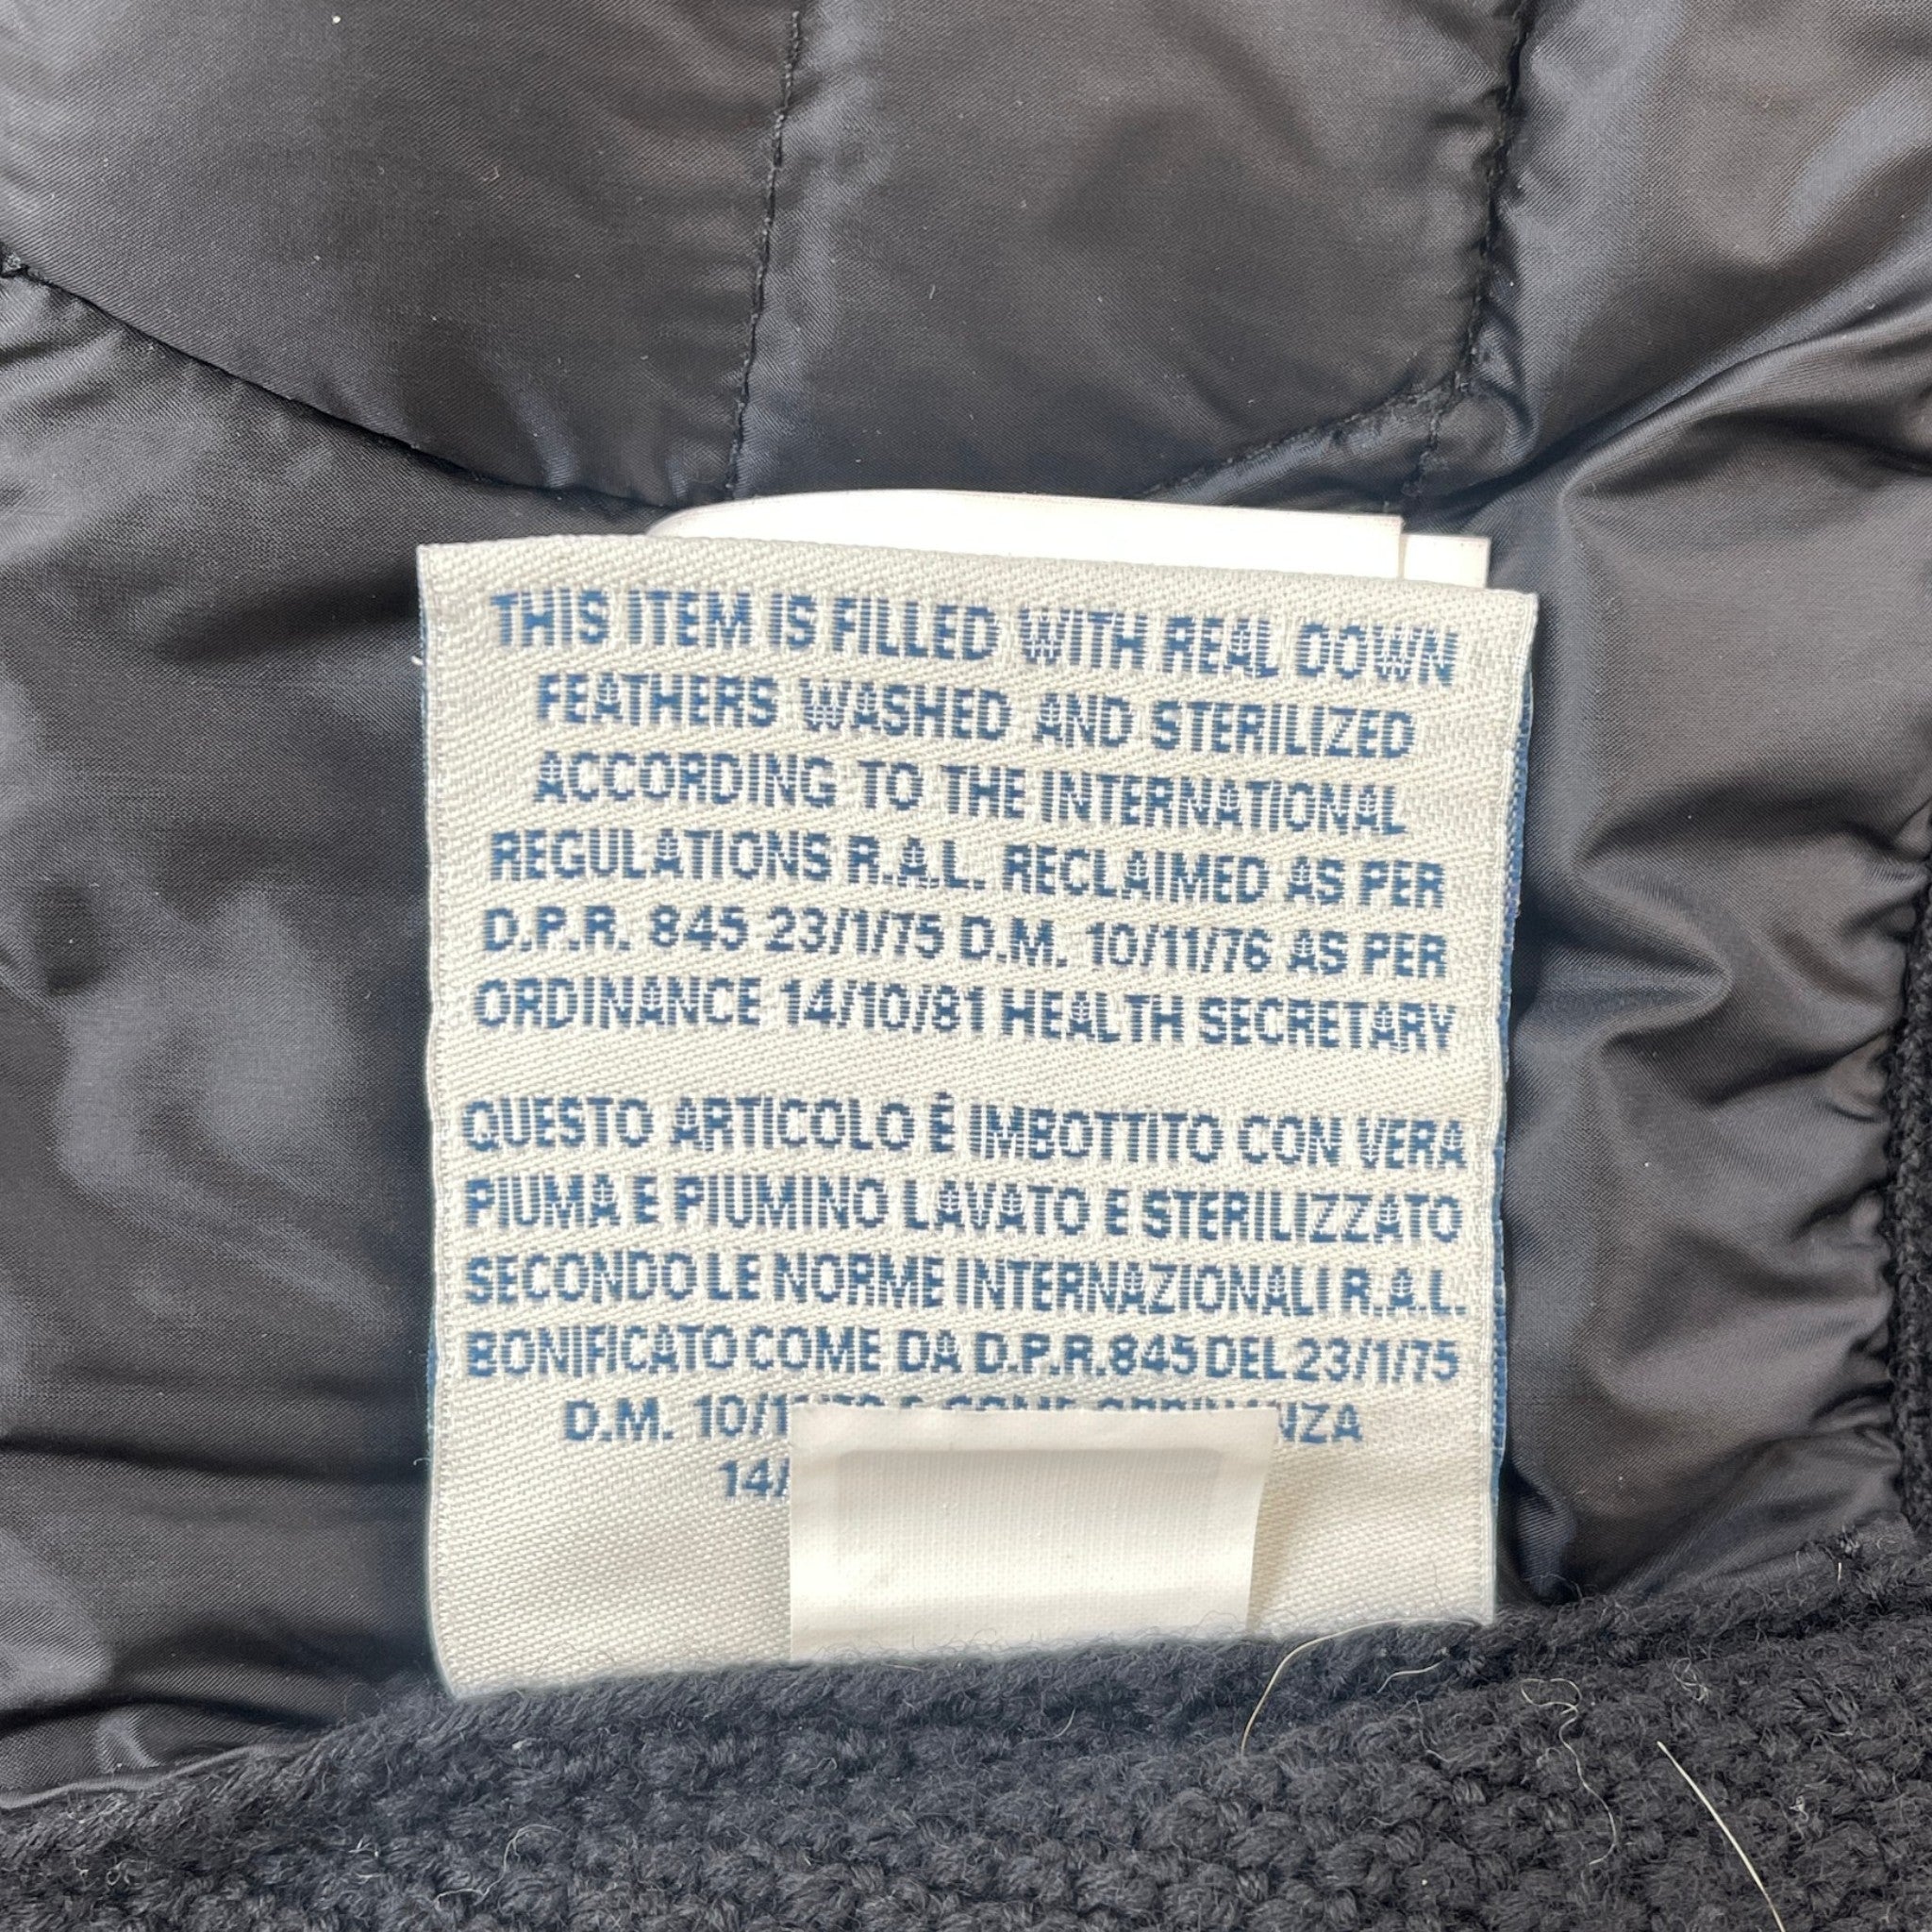 THIS ITEM IS FILLED WITH REAL DOWN
FEATHERS WASHED AND STERILIZED
ACCORDING TO THE INTERNATIONAL
REGULATIONS R.A.L. RECLAIMED AS PER
D.P.R. 845 23/1/75 D.M. 10/11/76 AS PER
ORDINANCE 14/10/81 HEALTH SECRETARY
QUESTO ARTICOLO É IMBOTTITO CON VERA
PIUMA E PIUMINO LAVATO E STERILIZZATO
SECONDO LE NORME INTERNAZIONALI R.A.L.
BONIFICATO COME DA D.P.R.845 DEL 23/1/75
D.M. COME ORDINANZA